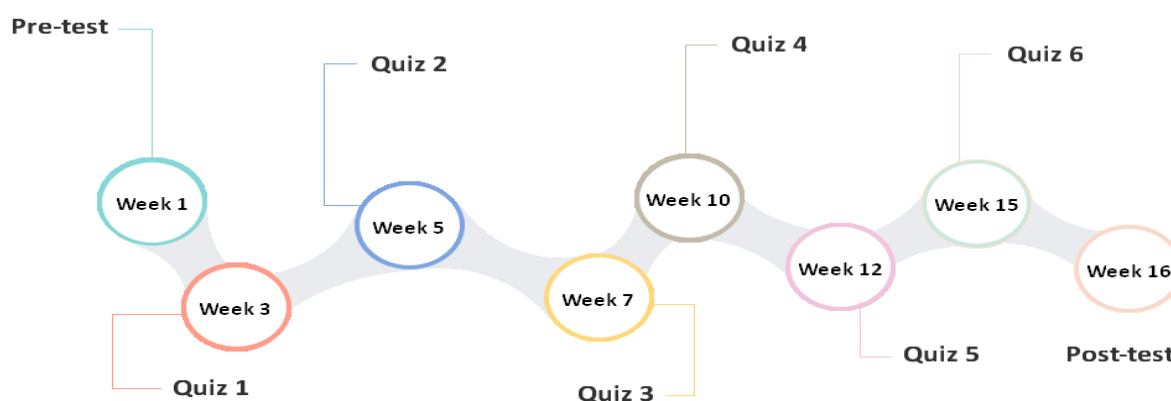 Pre-test
Quiz 2
Quiz 4
Quiz 6
Week 1
Week 3
Week 5
Week 7
Week 10
Week 12
Week 15
Week 16
Quiz 1
Quiz 3
Quiz 5
Post-test